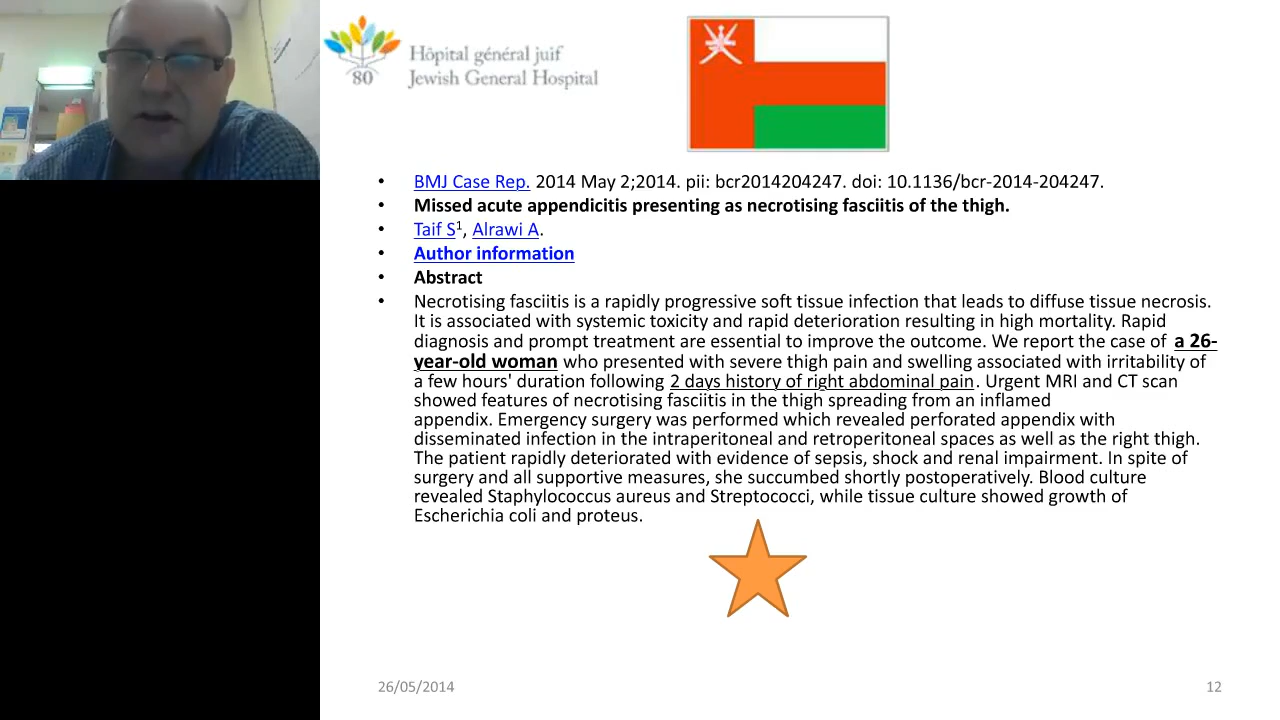 Hôpital général juif
Jewish General Hospital
80
• BMJ Case Rep. 2014 May 2;2014. pii: bcr2014204247. doi: 10.1136/bcr-2014-204247.
• Missed acute appendicitis presenting as necrotising fasciitis of the thigh.
• Taif S1, Alrawi A.
• Author information
• Abstract
• Necrotising fasciitis is a rapidly progressive soft tissue infection that leads to diffuse tissue necrosis.
It is associated with systemic toxicity and rapid deterioration resulting in high mortality. Rapid
diagnosis and prompt treatment are essential to improve the outcome. We report the case of a 26-
year-old woman who presented with severe thigh pain and swelling associated with irritability of
a few hours' duration following 2 days history of right abdominal pain. Urgent MRI and CT scan
showed features of necrotising fasciitis in the thigh spreading from an inflamed
appendix. Emergency surgery was performed which revealed perforated appendix with
disseminated infection in the intraperitoneal and retroperitoneal spaces as well as the right thigh.
The patient rapidly deteriorated with evidence of sepsis, shock and renal impairment. In spite of
surgery and all supportive measures, she succumbed shortly postoperatively. Blood culture
revealed Staphylococcus aureus and Streptococci, while tissue culture showed growth of
Escherichia coli and proteus.
26/05/2014
12